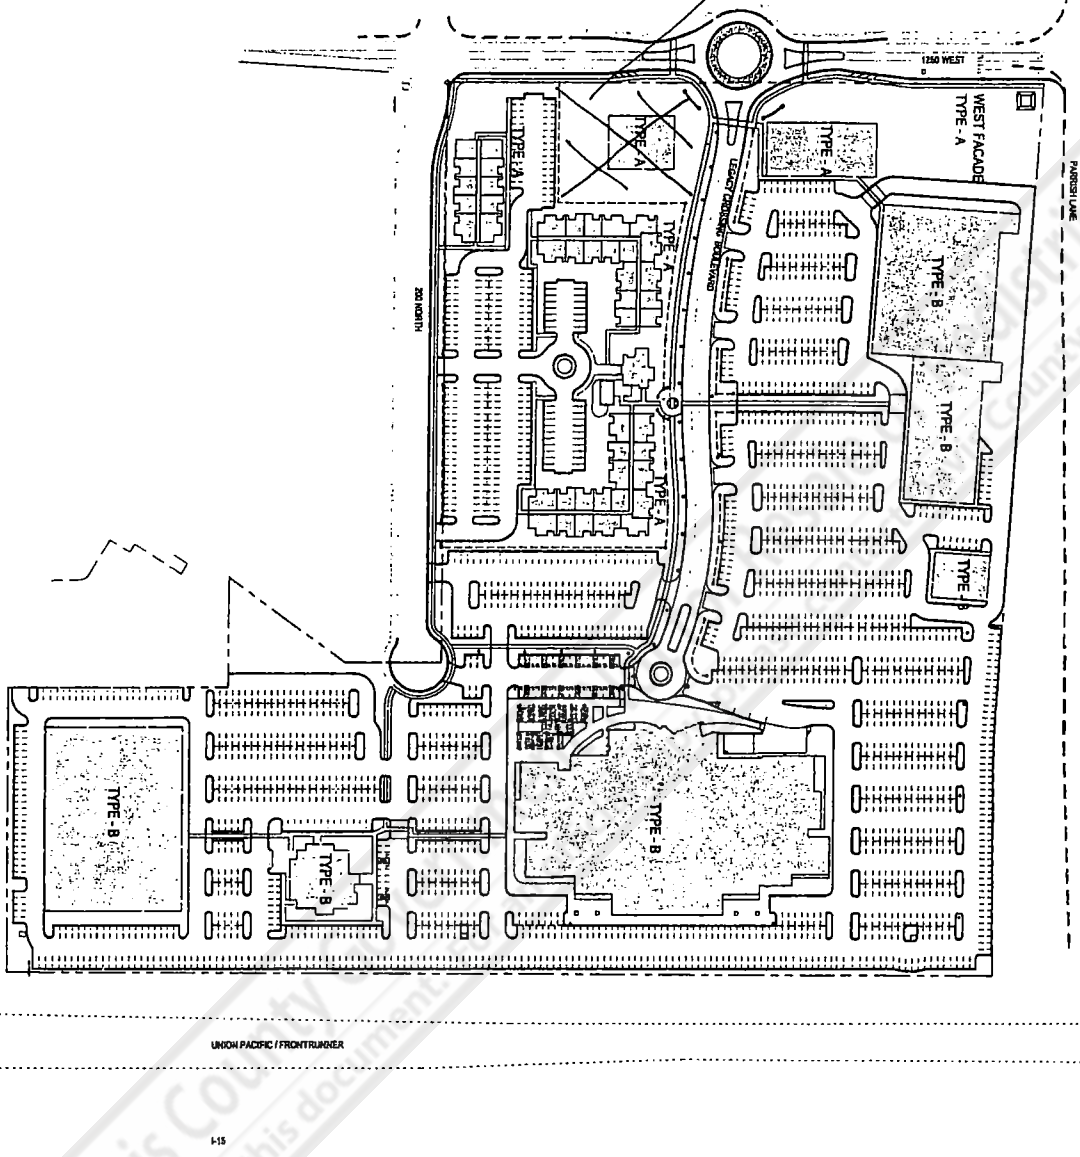 1250 WEST
WEST FACADE
TYPE - A
PARRISH LANE
TYPE - A
TYPE - A
TYPE - A
LEGACY CROSSING BOULEVARD
TYPE - A
TYPE - B
200 NORTH
TYPE - B
TYPE - A
TYPE - B
TYPE - B
TYPE - B
TYPE - B
UNION PACIFIC / FRONTRUNNER
I-15